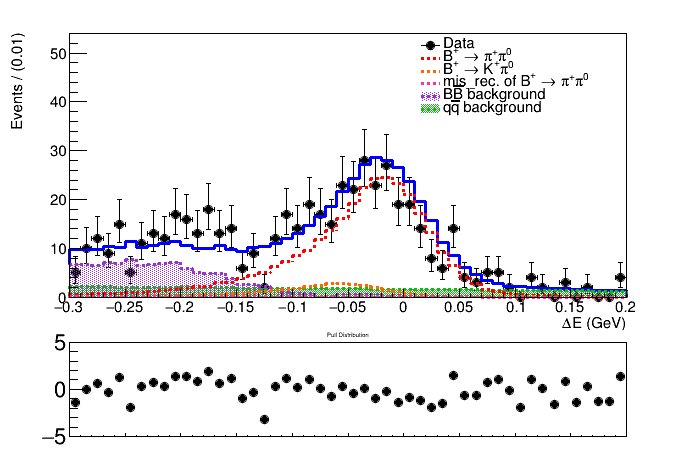 Events / (0.01)
50
40
30
20
10
0
Data
B⁺ → π⁺π⁰
B⁺ → K⁺π⁰
mis_rec. of B⁺ → π⁺π⁰
BB̅ background
qq̅ background
−0.3 −0.25 −0.2 −0.15 −0.1 −0.05 0 0.05 0.1 0.15 0.2
ΔE (GeV)
Pull Distribution
5
0
−5